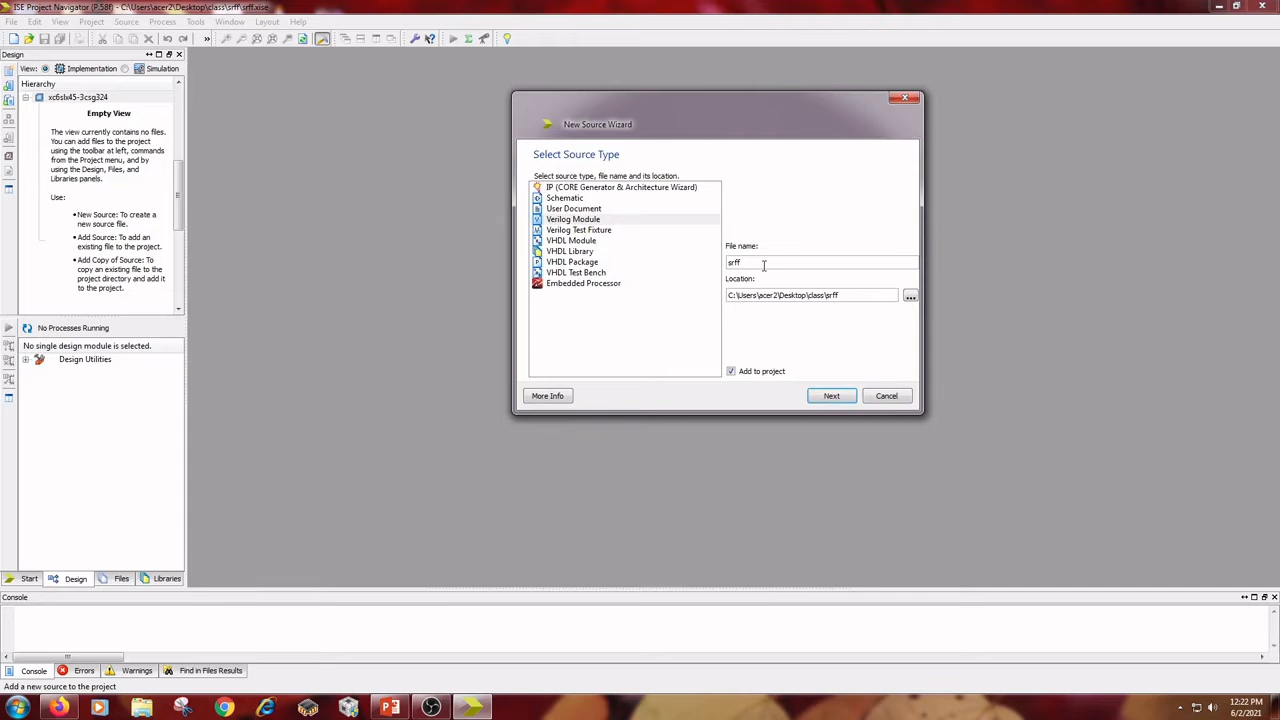 ISE Project Navigator (P.58f) - C:\Users\acer2\Desktop\class\srff\srff.xise
File Edit View Project Source Process Tools Window Layout Help
Design
View: Implementation Simulation
Hierarchy
xc6slx45-3csg324
Empty View
The view currently contains no files.
You can add files to the project
using the toolbar at left, commands
from the Project menu, and by
using the Design, Files, and
Libraries panels.
Use:
• New Source: To create a
new source file.
• Add Source: To add an
existing file to the project.
• Add Copy of Source: To
copy an existing file to the
project directory and add it
to the project.
No Processes Running
No single design module is selected.
Design Utilities
Start Design Files Libraries
New Source Wizard
Select Source Type
Select source type, file name and its location.
IP (CORE Generator & Architecture Wizard)
Schematic
User Document
Verilog Module
Verilog Test Fixture
VHDL Module
VHDL Library
VHDL Package
VHDL Test Bench
Embedded Processor
File name:
srff
Location:
C:\Users\acer2\Desktop\class\srff
...
Add to project
More Info Next Cancel
Console
Console Errors Warnings Find in Files Results
Add a new source to the project
12:22 PM
6/2/2021